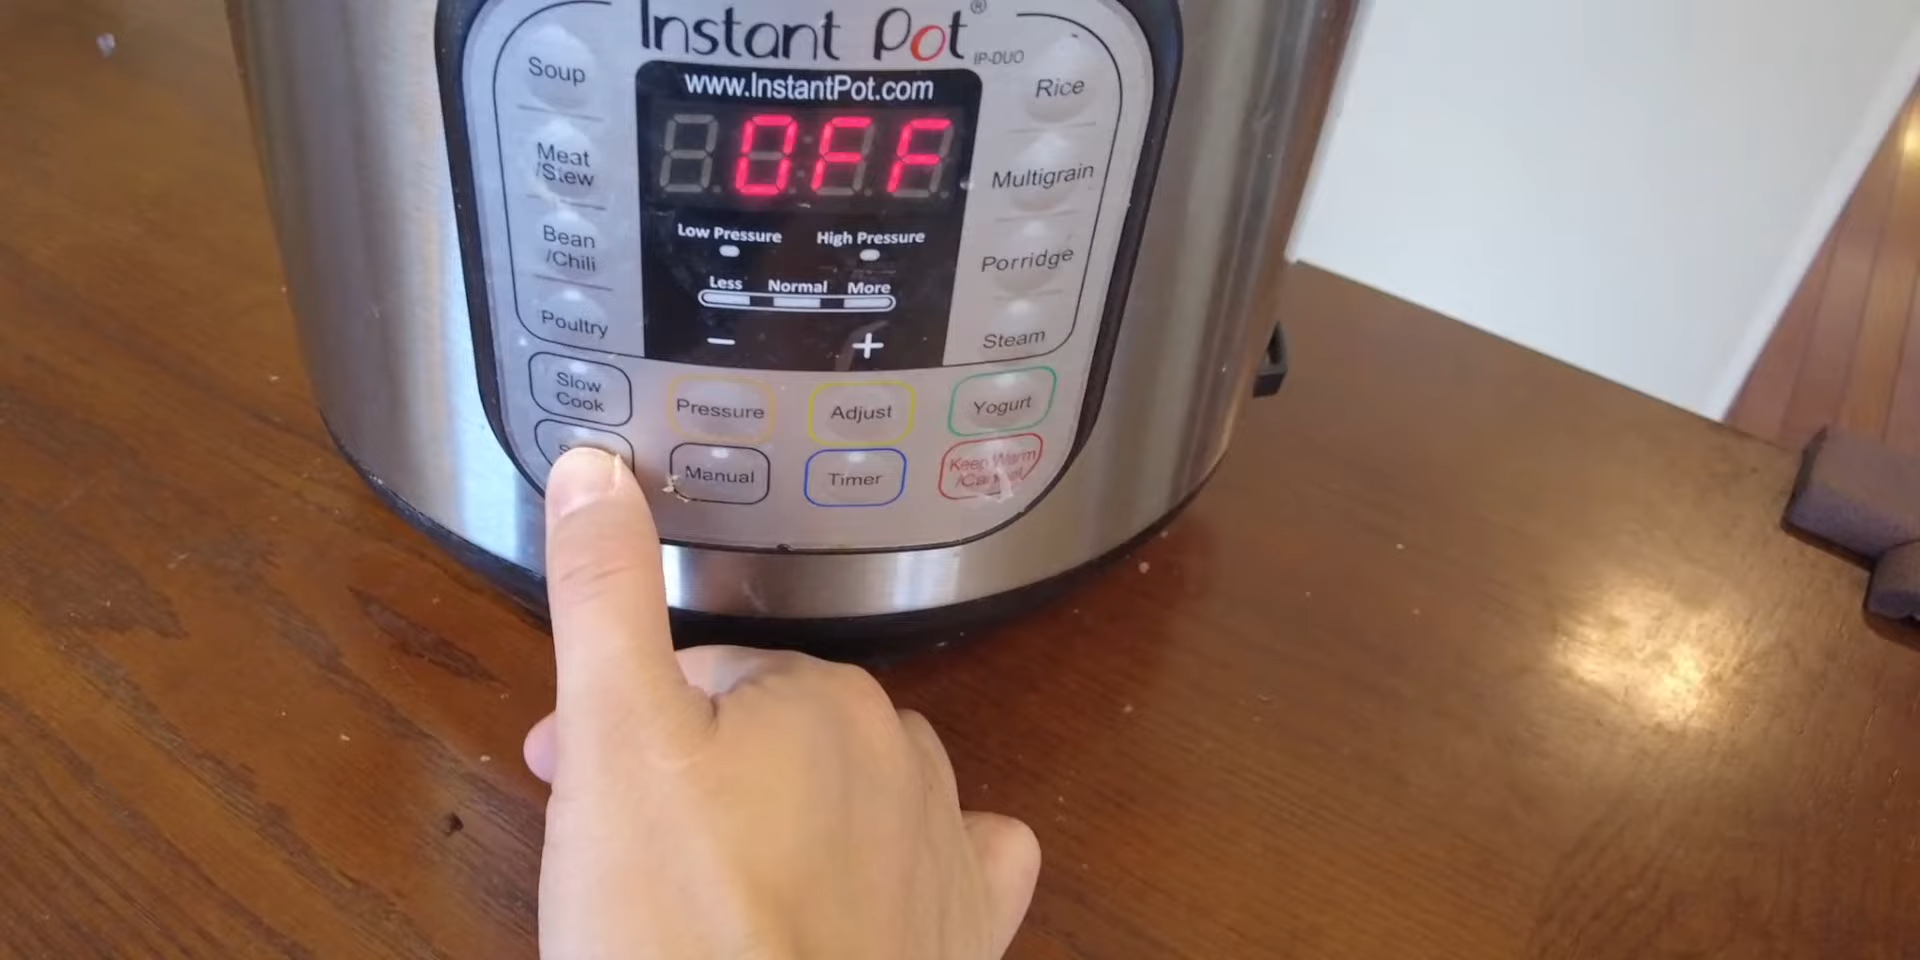 Instant Pot®
IP-DUO
www.InstantPot.com
OFF
Soup
Meat
/Stew
Bean
/Chili
Poultry
Low Pressure
High Pressure
Less
Normal
More
−
+
Rice
Multigrain
Porridge
Steam
Slow
Cook
Pressure
Adjust
Yogurt
Manual
Timer
Keep Warm
/Cancel